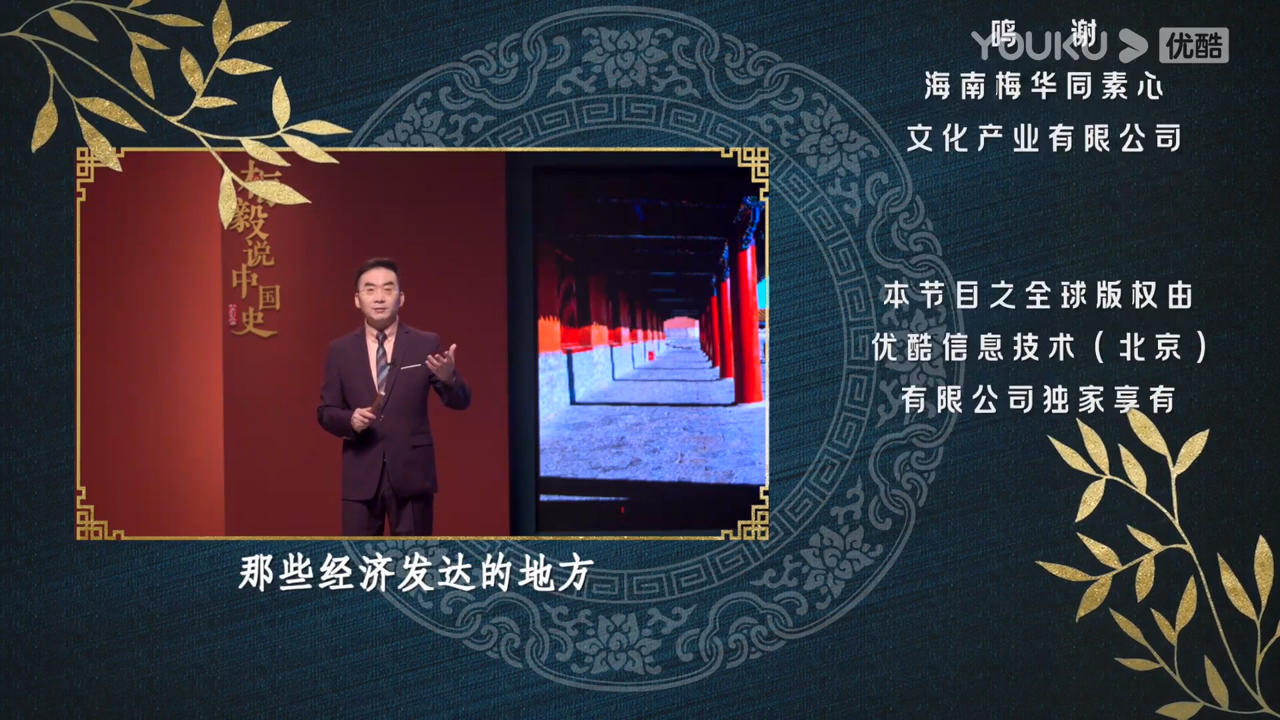 鸣 谢
YOUKU 优酷
海南梅华同素心
文化产业有限公司
毅说中国史
本节目之全球版权由
优酷信息技术(北京)
有限公司独家享有
那些经济发达的地方